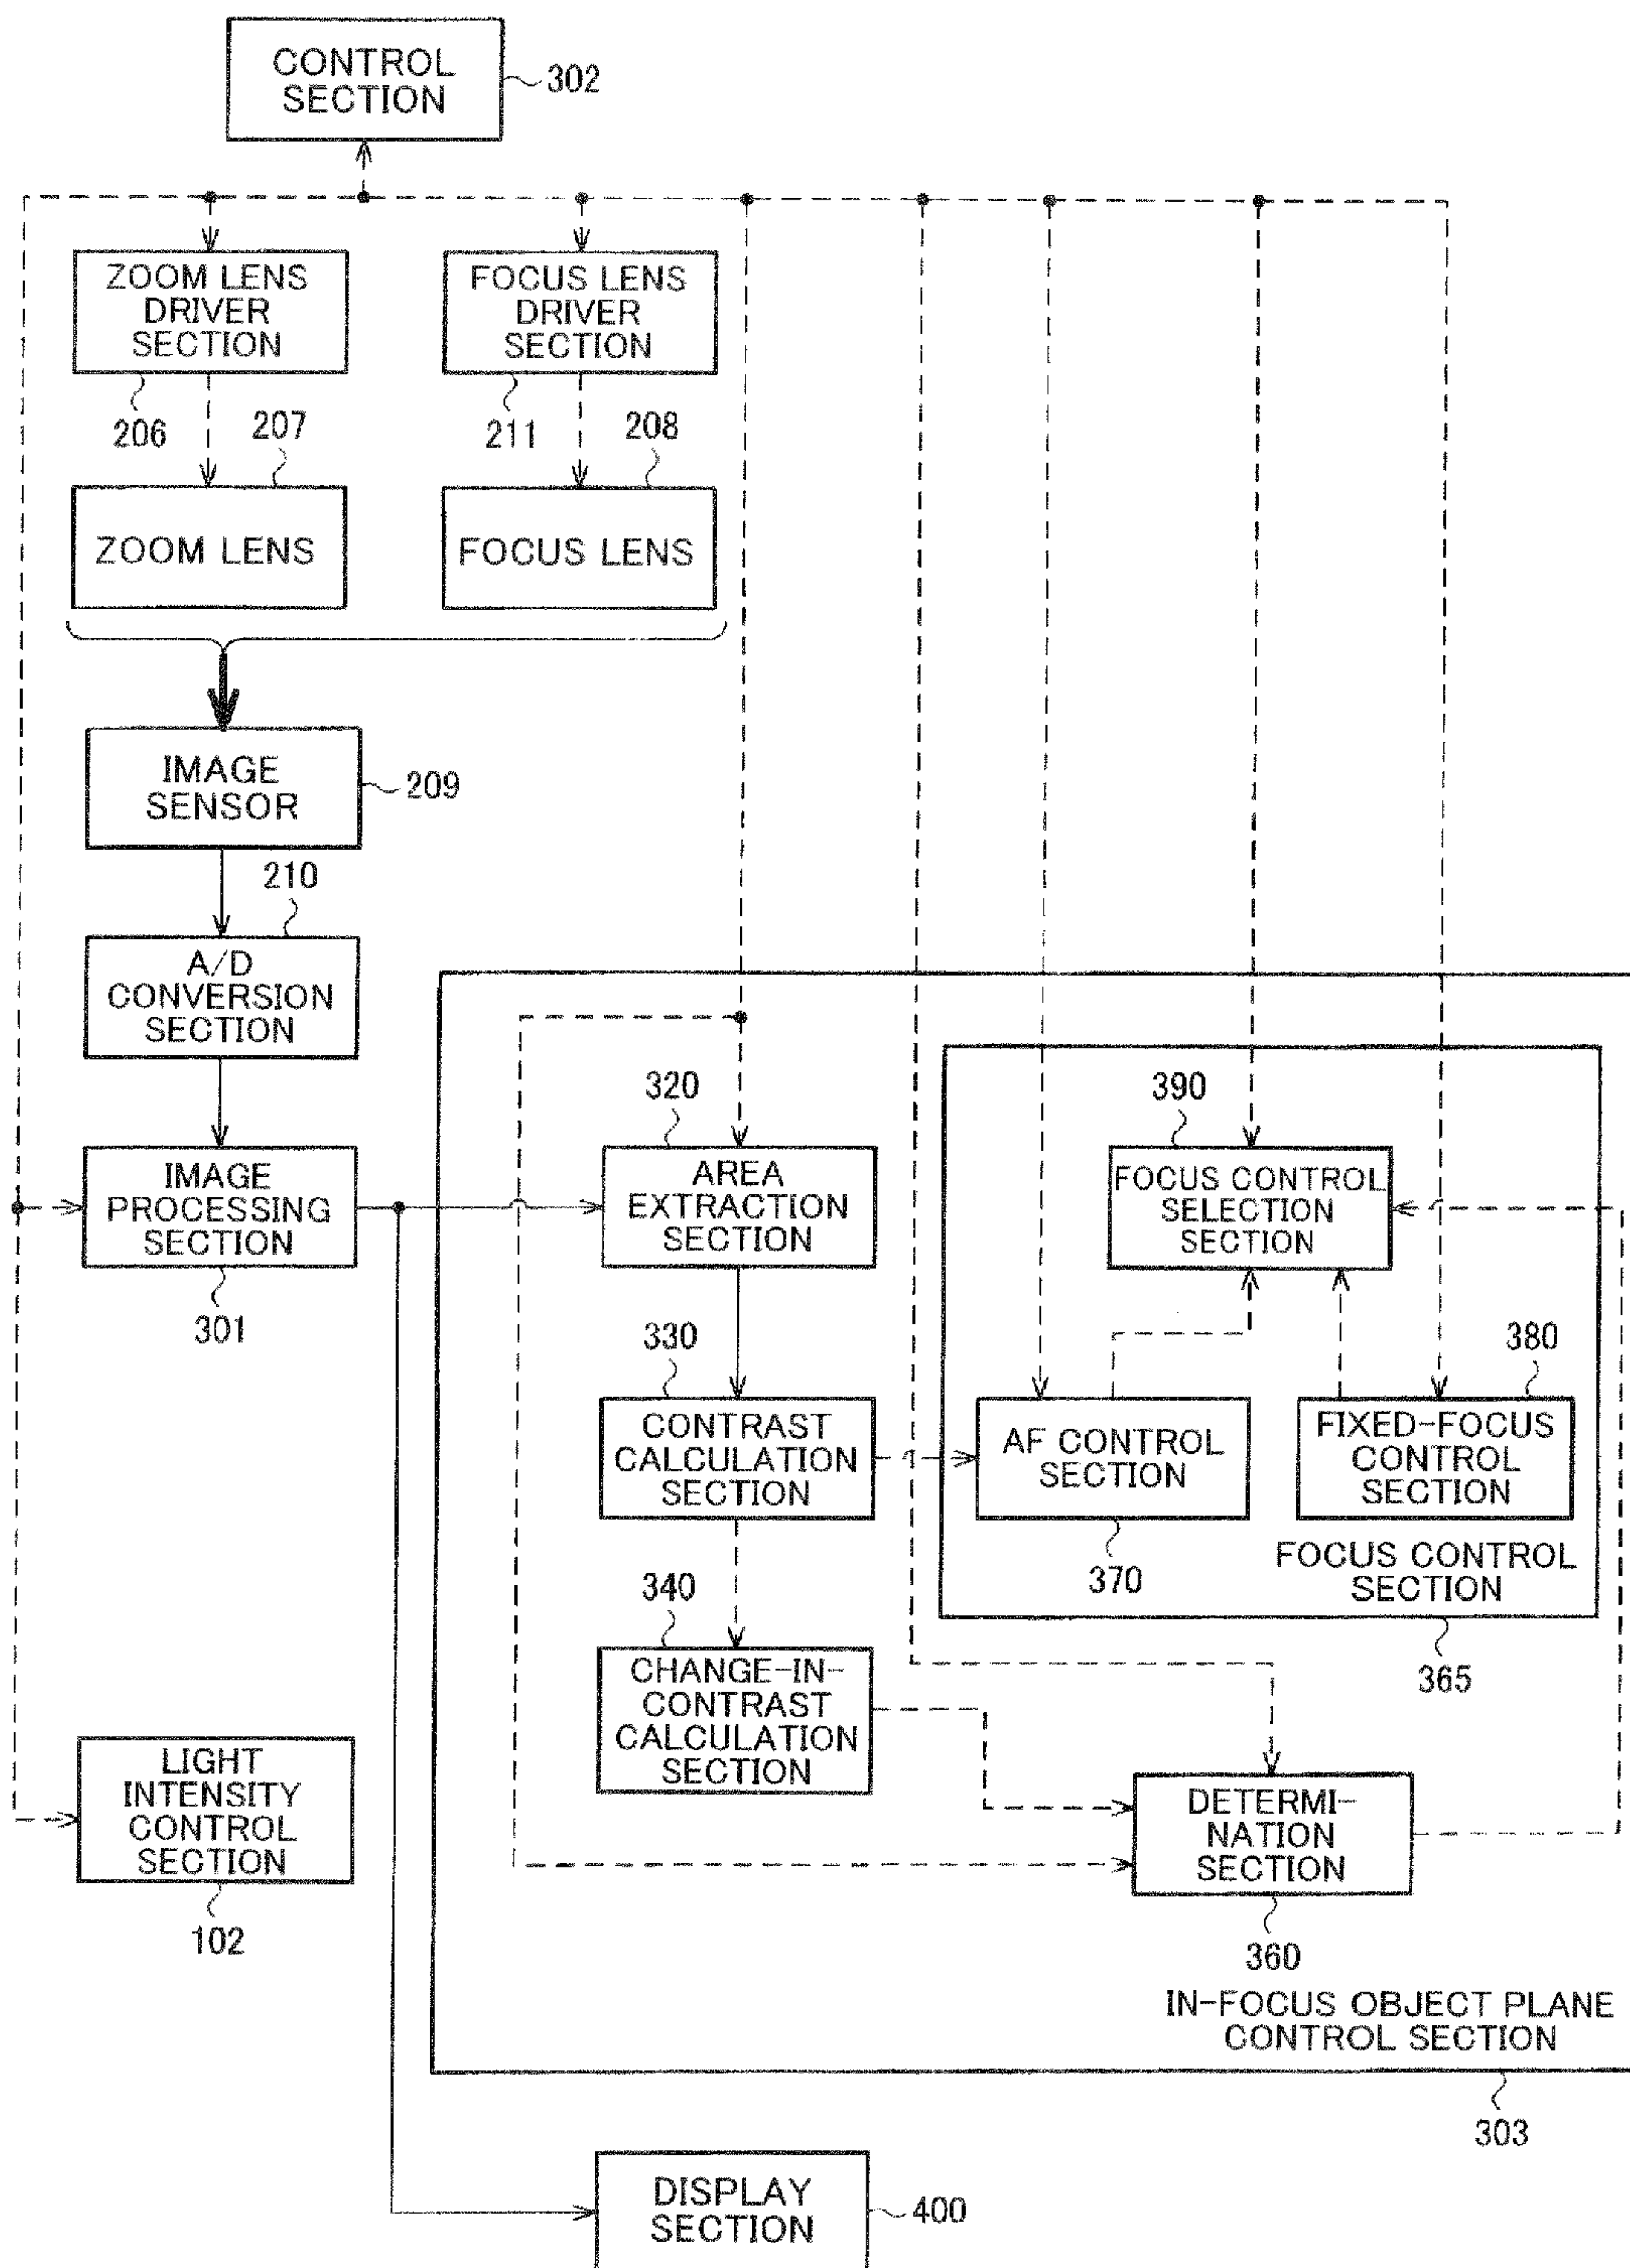 CONTROL
SECTION
302
ZOOM LENS
DRIVER
SECTION
FOCUS LENS
DRIVER
SECTION
206
207
211
208
ZOOM LENS
FOCUS LENS
IMAGE
SENSOR
209
210
A/D
CONVERSION
SECTION
320
390
IMAGE
PROCESSING
SECTION
AREA
EXTRACTION
SECTION
FOCUS CONTROL
SELECTION
SECTION
301
330
380
CONTRAST
CALCULATION
SECTION
AF CONTROL
SECTION
FIXED-FOCUS
CONTROL
SECTION
370
FOCUS CONTROL
SECTION
340
365
CHANGE-IN-
CONTRAST
CALCULATION
SECTION
LIGHT
INTENSITY
CONTROL
SECTION
DETERMI-
NATION
SECTION
102
360
IN-FOCUS OBJECT PLANE
CONTROL SECTION
303
DISPLAY
SECTION
400